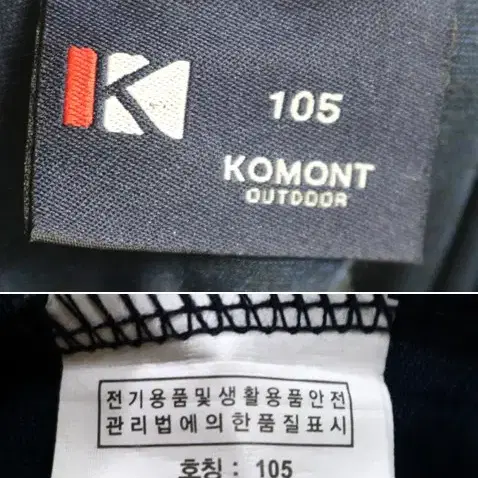 K
105
KOMONT
OUTDOOR
전기용품및생활용품안전
관리법에의한품질표시
호칭 : 105